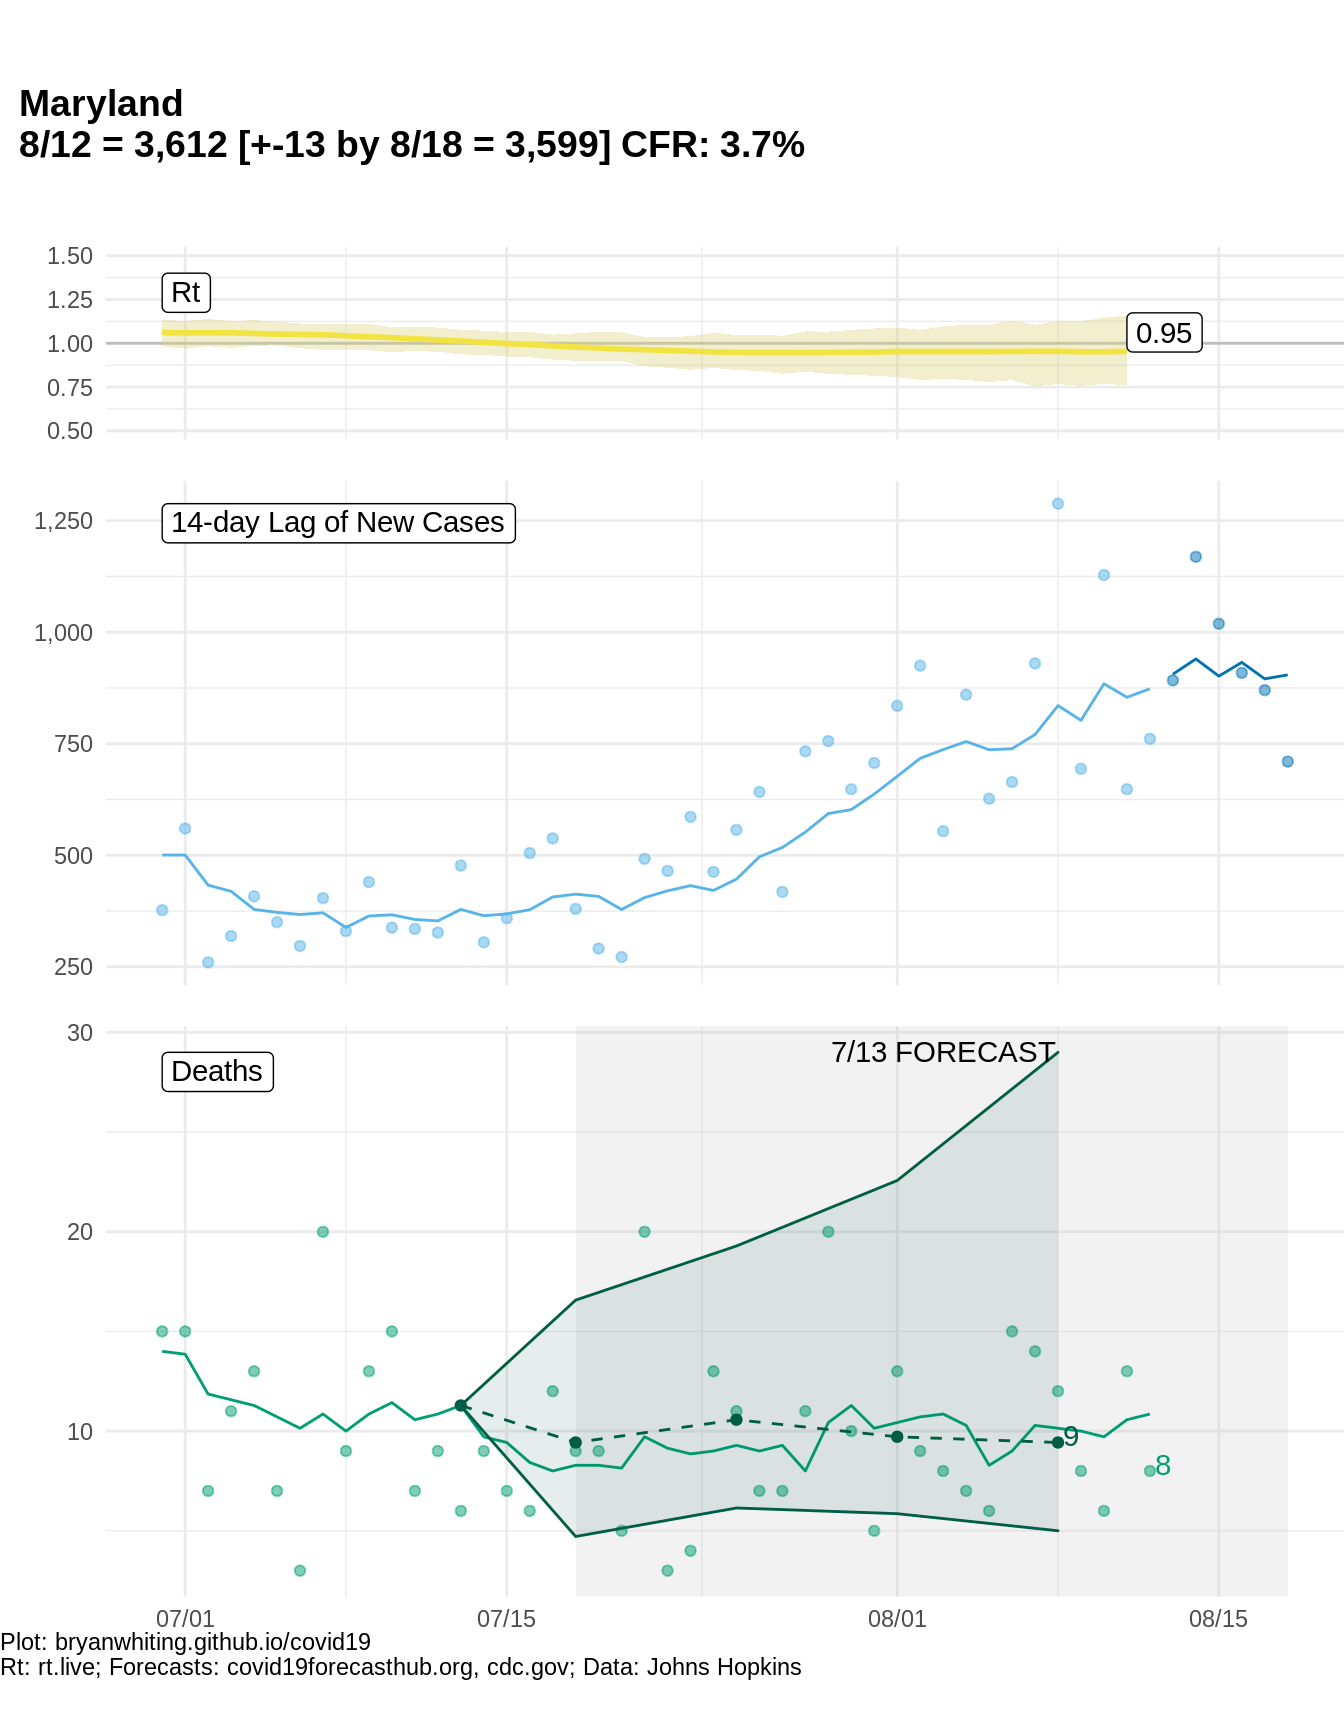 Maryland
8/12 = 3,612 [+-13 by 8/18 = 3,599] CFR: 3.7%
1.50
1.25
1.00
0.75
0.50
Rt
0.95
1,250
1,000
750
500
250
14-day Lag of New Cases
30
20
10
Deaths
7/13 FORECAST
9
8
07/01
07/15
08/01
08/15
Plot: bryanwhiting.github.io/covid19
Rt: rt.live; Forecasts: covid19forecasthub.org, cdc.gov; Data: Johns Hopkins